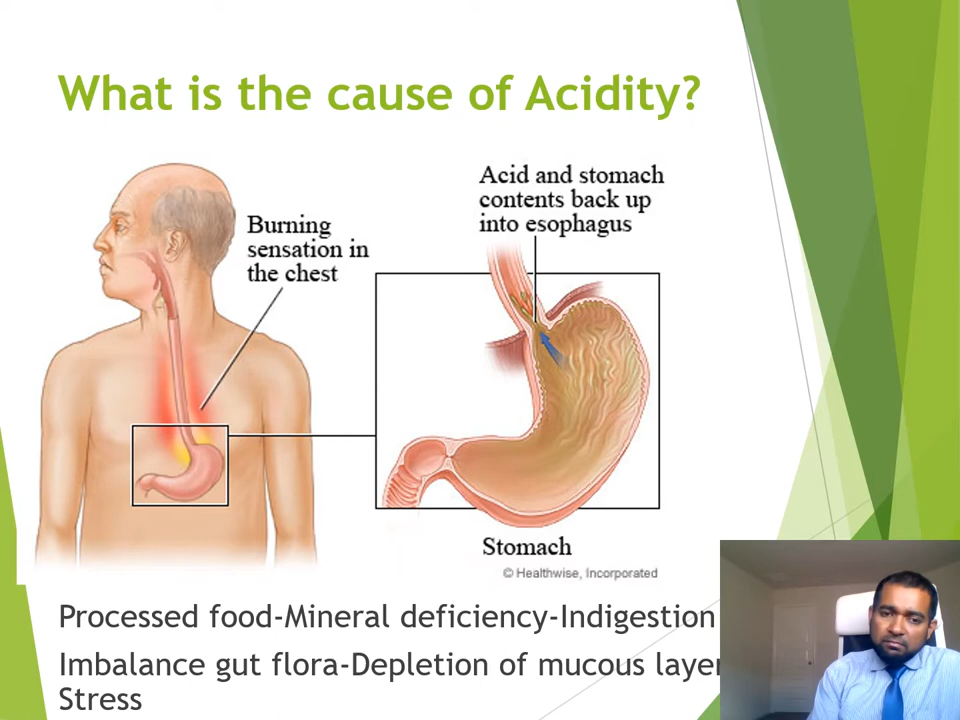 What is the cause of Acidity?
Acid and stomach
contents back up
into esophagus
Burning
sensation in
the chest
Stomach
© Healthwise, Incorporated
Processed food-Mineral deficiency-Indigestion
Imbalance gut flora-Depletion of mucous layer
Stress